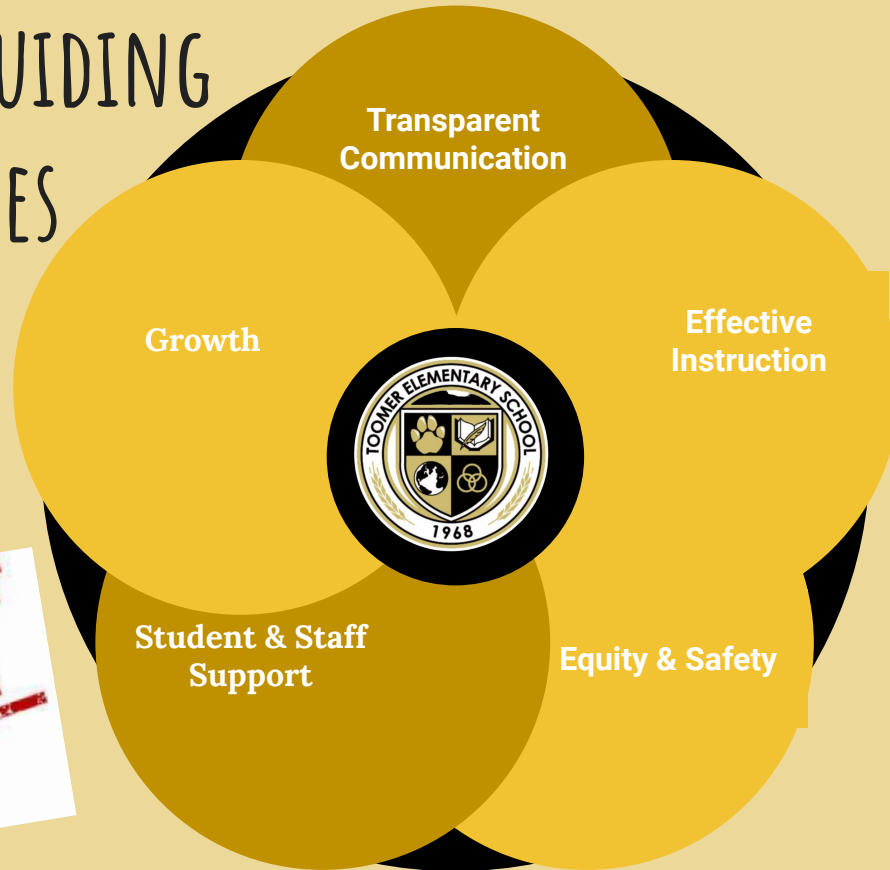 UIDING
ES
Transparent
Communication
Growth
Effective
Instruction
TOOMER ELEMENTARY SCHOOL
1968
Student & Staff
Support
Equity & Safety